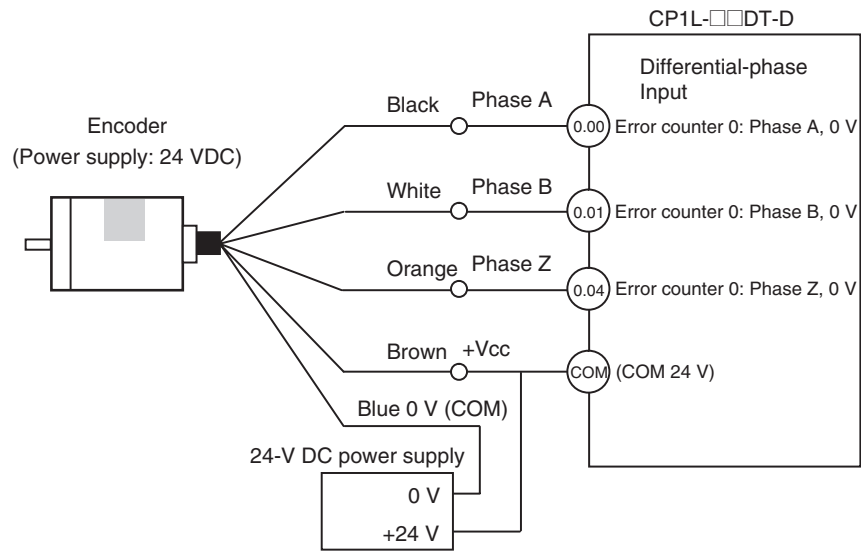 CP1L-□□DT-D
Differential-phase
Input
Encoder
(Power supply: 24 VDC)
Black Phase A 0.00 Error counter 0: Phase A, 0 V
White Phase B 0.01 Error counter 0: Phase B, 0 V
Orange Phase Z 0.04 Error counter 0: Phase Z, 0 V
Brown +Vcc COM (COM 24 V)
Blue 0 V (COM)
24-V DC power supply
0 V
+24 V